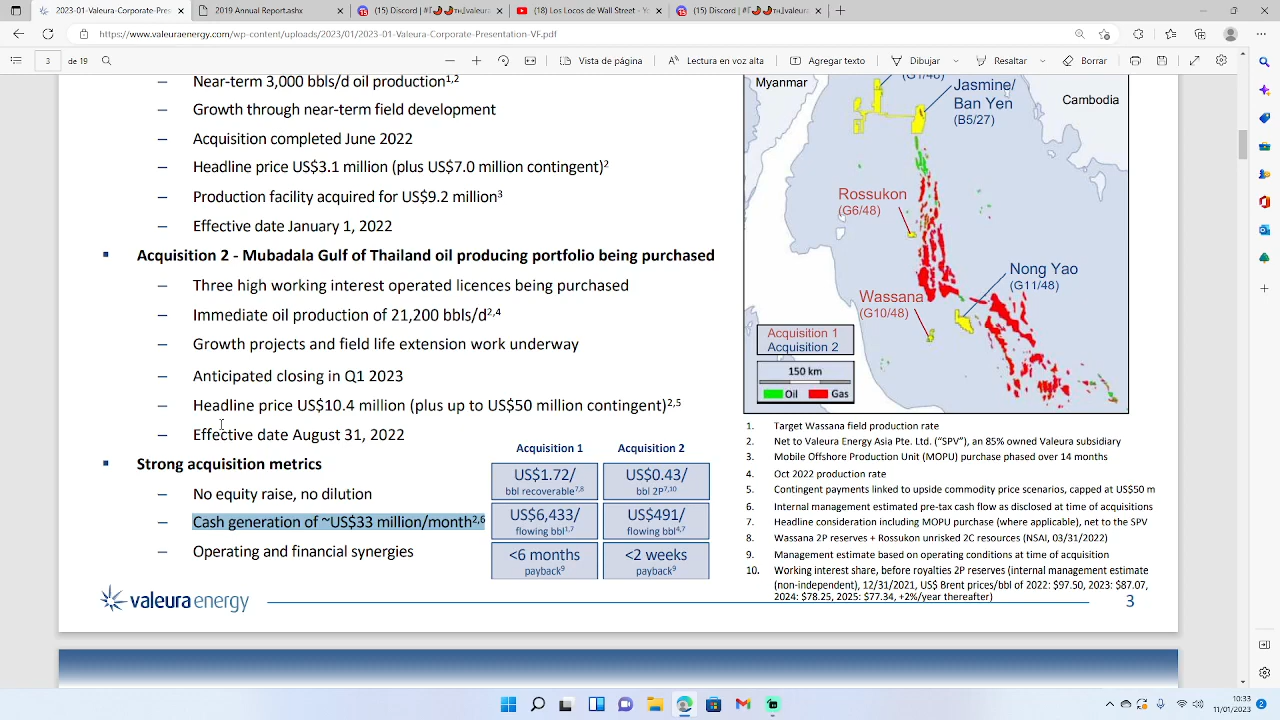 2023-01-Valeura-Corporate-Pres
2019 Annual Reportashx
(15) Discord | #
valeura
(18) Los Locos de Wall Street - Yo
(15) Discord | #
valeura
https://www.valeuraenergy.com/wp-content/uploads/2023/01/2023-01-Valeura-Corporate-Presentation-VF.pdf
3 de 19
Vista de página
Lectura en voz alta
Agregar texto
Dibujar
Resaltar
Borrar
– Near-term 3,000 bbls/d oil production1,2
– Growth through near-term field development
– Acquisition completed June 2022
– Headline price US$3.1 million (plus US$7.0 million contingent)2
– Production facility acquired for US$9.2 million3
– Effective date January 1, 2022
▪ Acquisition 2 - Mubadala Gulf of Thailand oil producing portfolio being purchased
– Three high working interest operated licences being purchased
– Immediate oil production of 21,200 bbls/d2,4
– Growth projects and field life extension work underway
– Anticipated closing in Q1 2023
– Headline price US$10.4 million (plus up to US$50 million contingent)2,5
– Effective date August 31, 2022
▪ Strong acquisition metrics
– No equity raise, no dilution
– Cash generation of ~US$33 million/month2,6
– Operating and financial synergies
Acquisition 1
Acquisition 2
US$1.72/
bbl recoverable7,8
US$0.43/
bbl 2P7,10
US$6,433/
flowing bbl1,7
US$491/
flowing bbl4,7
<6 months
payback9
<2 weeks
payback9
Myanmar
(G1/48)
Jasmine/
Ban Yen
(B5/27)
Cambodia
Rossukon
(G6/48)
Nong Yao
(G11/48)
Wassana
(G10/48)
Acquisition 1
Acquisition 2
150 km
Oil
Gas
1. Target Wassana field production rate
2. Net to Valeura Energy Asia Pte. Ltd. ("SPV"), an 85% owned Valeura subsidiary
3. Mobile Offshore Production Unit (MOPU) purchase phased over 14 months
4. Oct 2022 production rate
5. Contingent payments linked to upside commodity price scenarios, capped at US$50 m
6. Internal management estimated pre-tax cash flow as disclosed at time of acquisitions
7. Headline consideration including MOPU purchase (where applicable), net to the SPV
8. Wassana 2P reserves + Rossukon unrisked 2C resources (NSAI, 03/31/2022)
9. Management estimate based on operating conditions at time of acquisition
10. Working interest share, before royalties 2P reserves (internal management estimate
(non-independent), 12/31/2021, US$ Brent prices/bbl of 2022: $97.50, 2023: $87.07,
2024: $78.25, 2025: $77.34, +2%/year thereafter)
valeura energy
3
10:33
11/01/2023
2